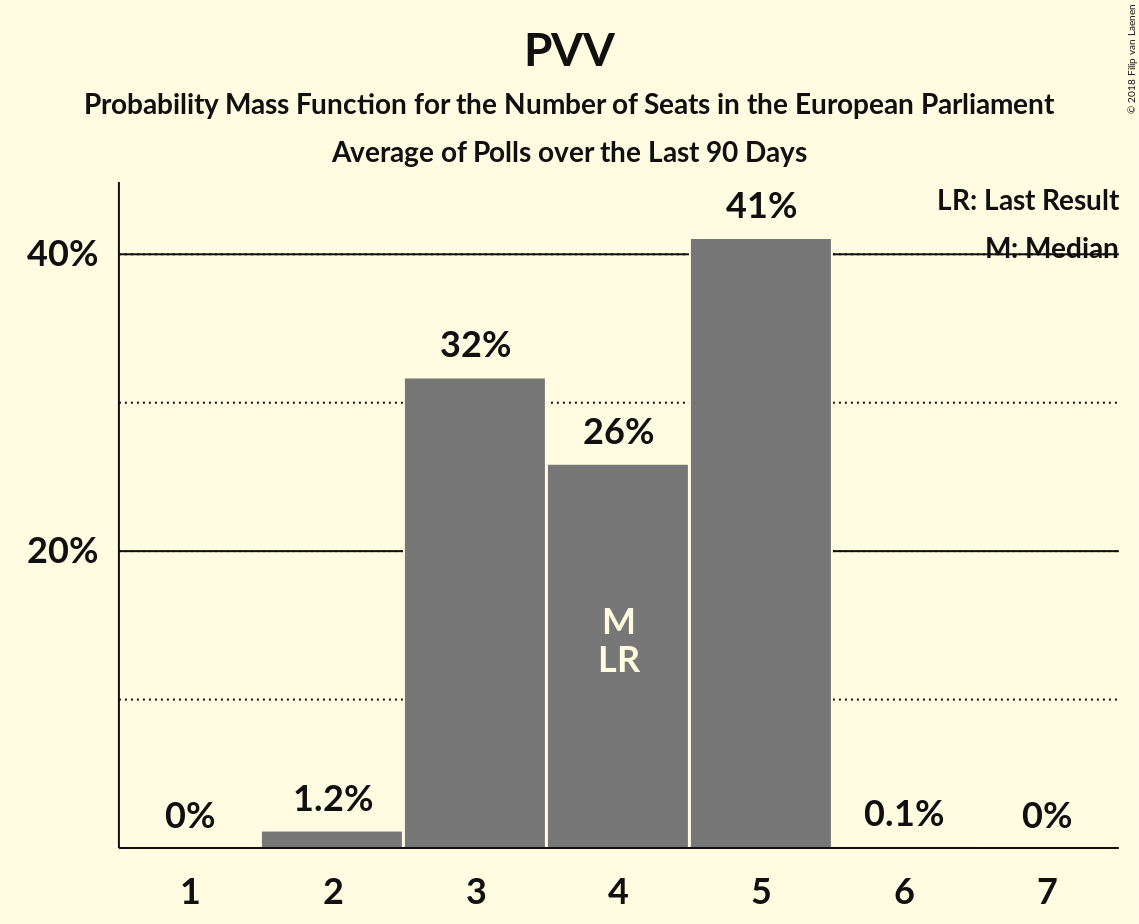 PVV
Probability Mass Function for the Number of Seats in the European Parliament
Average of Polls over the Last 90 Days
© 2018 Filip van Laenen
LR: Last Result
M: Median
40%
20%
0%
1.2%
32%
26%
41%
0.1%
0%
M
LR
1
2
3
4
5
6
7